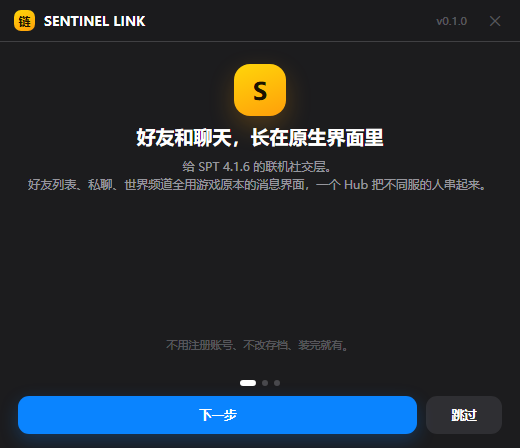 链 SENTINEL LINK v0.1.0
S
好友和聊天，长在原生界面里
给 SPT 4.1.6 的联机社交层。
好友列表、私聊、世界频道全用游戏原本的消息界面，一个 Hub 把不同服的人串起来。
不用注册账号、不改存档、装完就有。
下一步 跳过